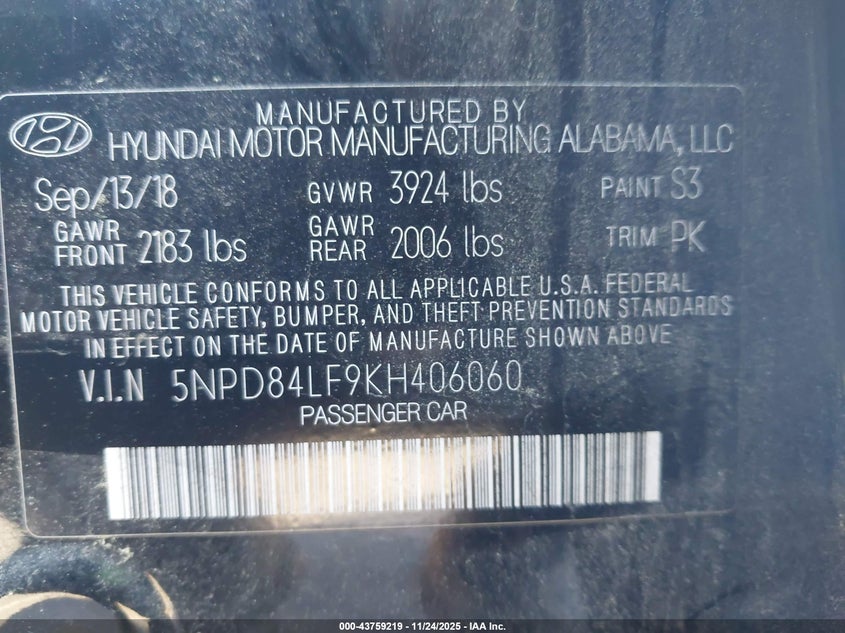 MANUFACTURED BY
HYUNDAI MOTOR MANUFACTURING ALABAMA, LLC
Sep/13/18 GVWR 3924 lbs PAINT S3
GAWR FRONT 2183 lbs GAWR REAR 2006 lbs TRIM PK
THIS VEHICLE CONFORMS TO ALL APPLICABLE U.S.A. FEDERAL
MOTOR VEHICLE SAFETY, BUMPER, AND THEFT PREVENTION STANDARDS
IN EFFECT ON THE DATE OF MANUFACTURE SHOWN ABOVE
V.I.N 5NPD84LF9KH406060
PASSENGER CAR
000-43759219 - 11/24/2025 - IAA Inc.